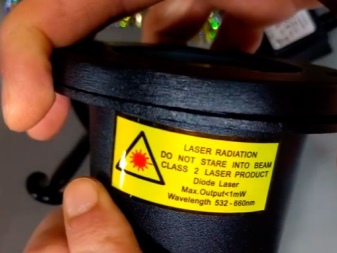 LASER RADIATION
DO NOT STARE INTO BEAM
CLASS 2 LASER PRODUCT
Diode Laser
Max.Output<1mW
Wavelength 532-660nm